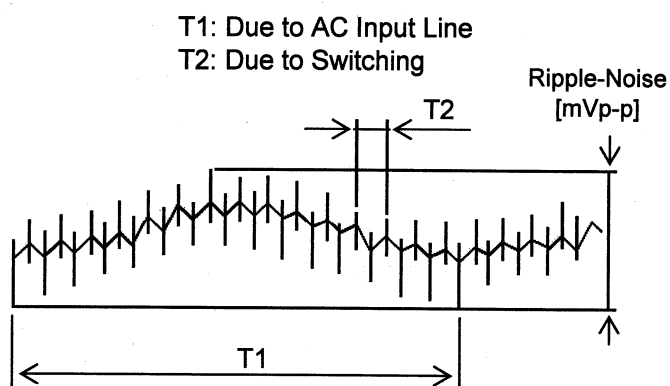 T1: Due to AC Input Line
T2: Due to Switching
Ripple-Noise
[mVp-p]
T2
T1